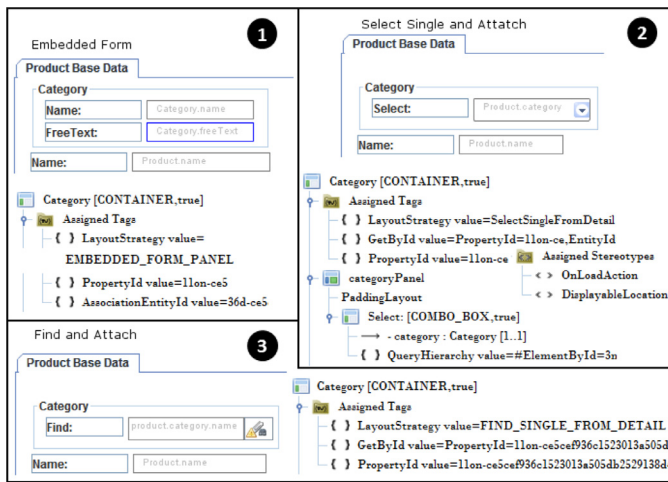 Embedded Form
1
Product Base Data
Category
Name:
Category.name
FreeText:
Category.freeText
Name:
Product.name
Category [CONTAINER,true]
Assigned Tags
{ } LayoutStrategy value=
EMBEDDED_FORM_PANEL
{ } PropertyId value=11on-ce5
{ } AssociationEntityId value=36d-ce5
Select Single and Attatch
2
Product Base Data
Category
Select:
Product.category
Name:
Product.name
Category [CONTAINER,true]
Assigned Tags
{ } LayoutStrategy value=SelectSingleFromDetail
{ } GetById value=PropertyId=11on-ce,EntityId
{ } PropertyId value=11on-ce
Assigned Stereotypes
< > OnLoadAction
< > DisplayableLocation
categoryPanel
PaddingLayout
Select: [COMBO_BOX,true]
- category : Category [1..1]
{ } QueryHierarchy value=#ElementById=3n
Find and Attach
3
Product Base Data
Category
Find:
product.category.name
Name:
Product.name
Category [CONTAINER,true]
Assigned Tags
{ } LayoutStrategy value=FIND_SINGLE_FROM_DETAIL
{ } GetById value=PropertyId=11on-ce5cef936c1523013a505d
{ } PropertyId value=11on-ce5cef936c1523013a505db2529138d